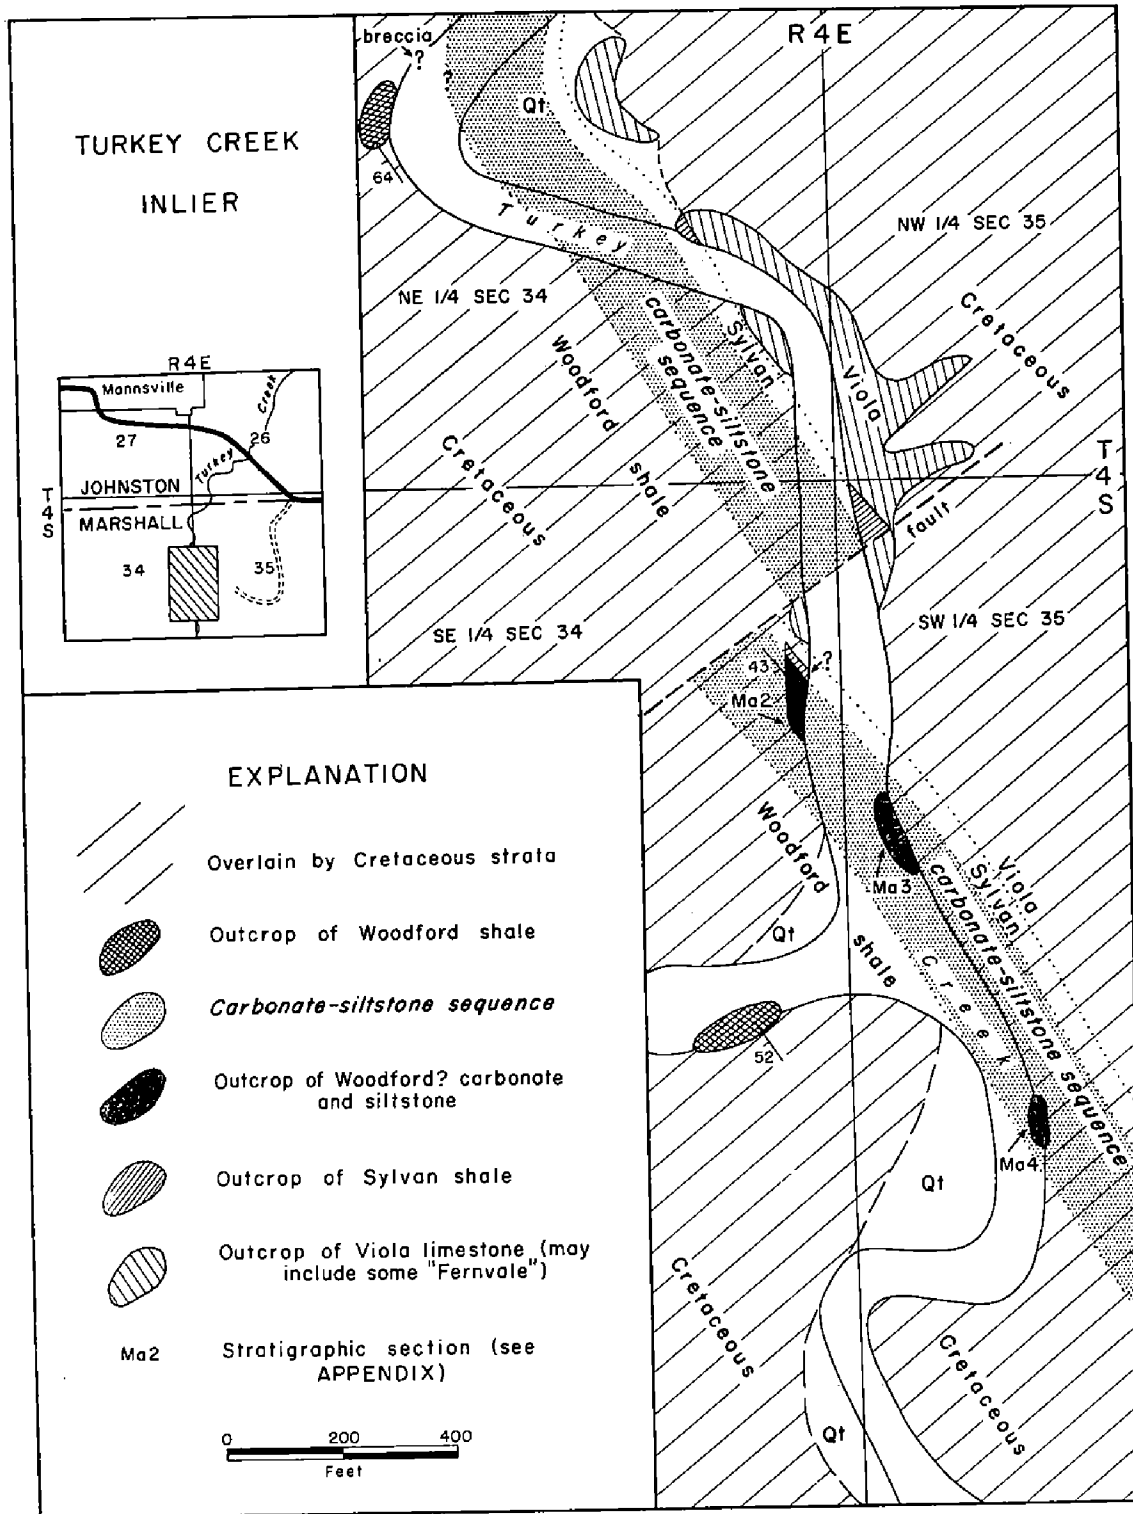 TURKEY CREEK
INLIER
R4E
Mannsville
27
26
Turkey
Creek
JOHNSTON
MARSHALL
T
4
S
34
35
EXPLANATION
Overlain by Cretaceous strata
Outcrop of Woodford shale
Carbonate-siltstone sequence
Outcrop of Woodford? carbonate
and siltstone
Outcrop of Sylvan shale
Outcrop of Viola limestone (may
include some "Fernvale")
Ma2
Stratigraphic section (see
APPENDIX)
0 200 400
Feet
breccia
?
?
Qt
R4E
64
Turkey
NW 1/4 SEC 35
NE 1/4 SEC 34
Cretaceous
carbonate-siltstone
sequence
Sylvan
Viola
Woodford
shale
Cretaceous
T
4
S
fault
SE 1/4 SEC 34
SW 1/4 SEC 35
43
?
Ma2
Woodford
shale
Ma3
Viola
Sylvan
carbonate-siltstone sequence
Creek
Qt
52
Ma4
Qt
Cretaceous
Cretaceous
Qt